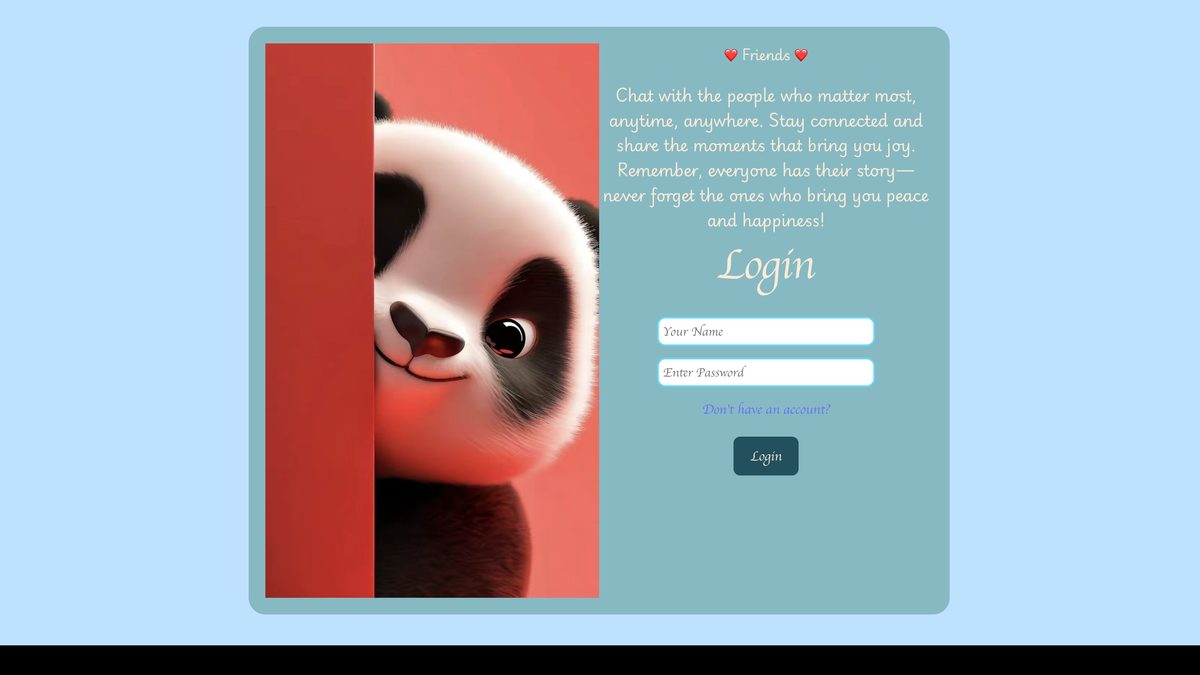 ❤️ Friends ❤️
Chat with the people who matter most,
anytime, anywhere. Stay connected and
share the moments that bring you joy.
Remember, everyone has their story—
never forget the ones who bring you peace
and happiness!
Login
Your Name
Enter Password
Don't have an account?
Login